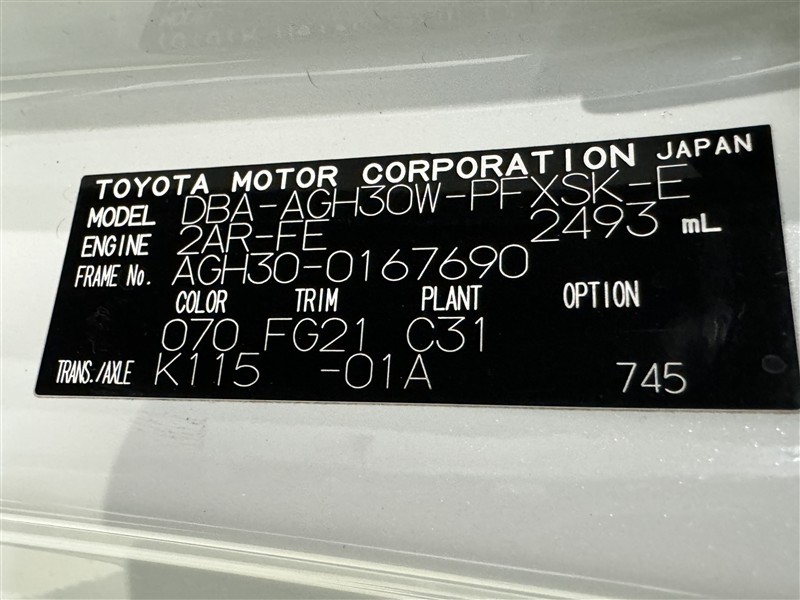 TOYOTA MOTOR CORPORATION JAPAN
MODEL DBA-AGH30W-PFXSK-E
ENGINE 2AR-FE 2493 mL
FRAME No. AGH30-0167690
COLOR TRIM PLANT OPTION
070 FG21 C31
TRANS./AXLE K115 -01A 745